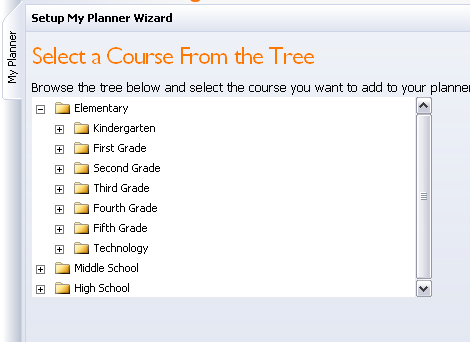 Setup My Planner Wizard
My Planner
Select a Course From the Tree
Browse the tree below and select the course you want to add to your planner
Elementary
Kindergarten
First Grade
Second Grade
Third Grade
Fourth Grade
Fifth Grade
Technology
Middle School
High School